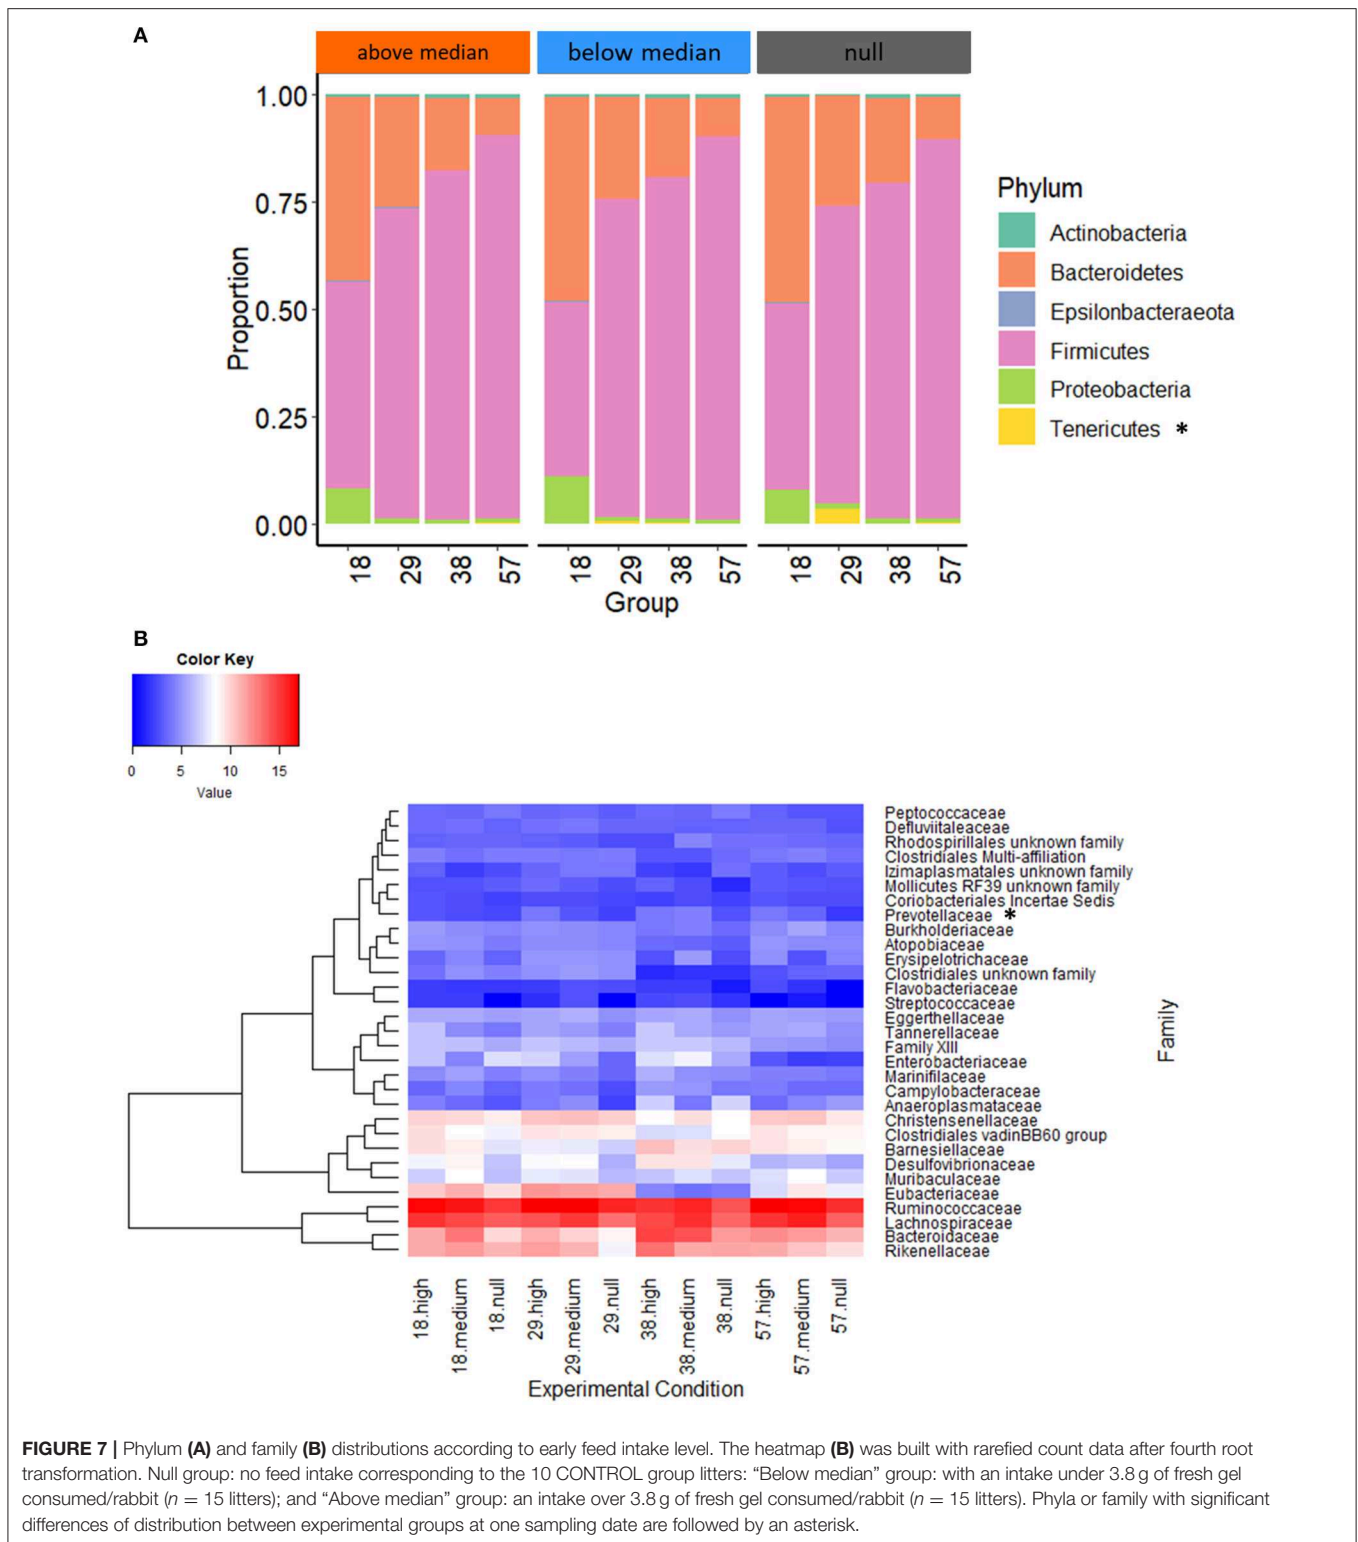 A
above median
below median
null
1.00
0.75
0.50
0.25
0.00
Proportion
18
29
38
57
18
29
38
57
18
29
38
57
Group
Phylum
Actinobacteria
Bacteroidetes
Epsilonbacteraeota
Firmicutes
Proteobacteria
Tenericutes *
B
Color Key
0 5 10 15
Value
Peptococcaceae
Defluviitaleaceae
Rhodospirillales unknown family
Clostridiales Multi-affiliation
Izimaplasmatales unknown family
Mollicutes RF39 unknown family
Coriobacteriales Incertae Sedis
Prevotellaceae *
Burkholderiaceae
Atopobiaceae
Erysipelotrichaceae
Clostridiales unknown family
Flavobacteriaceae
Streptococcaceae
Eggerthellaceae
Tannerellaceae
Family XIII
Enterobacteriaceae
Marinifilaceae
Campylobacteraceae
Anaeroplasmataceae
Christensenellaceae
Clostridiales vadinBB60 group
Barnesiellaceae
Desulfovibrionaceae
Muribaculaceae
Eubacteriaceae
Ruminococcaceae
Lachnospiraceae
Bacteroidaceae
Rikenellaceae
Family
18.high
18.medium
18.null
29.high
29.medium
29.null
38.high
38.medium
38.null
57.high
57.medium
57.null
Experimental Condition
FIGURE 7 | Phylum (A) and family (B) distributions according to early feed intake level. The heatmap (B) was built with rarefied count data after fourth root
transformation. Null group: no feed intake corresponding to the 10 CONTROL group litters: “Below median” group: with an intake under 3.8 g of fresh gel
consumed/rabbit (n = 15 litters); and “Above median” group: an intake over 3.8 g of fresh gel consumed/rabbit (n = 15 litters). Phyla or family with significant
differences of distribution between experimental groups at one sampling date are followed by an asterisk.